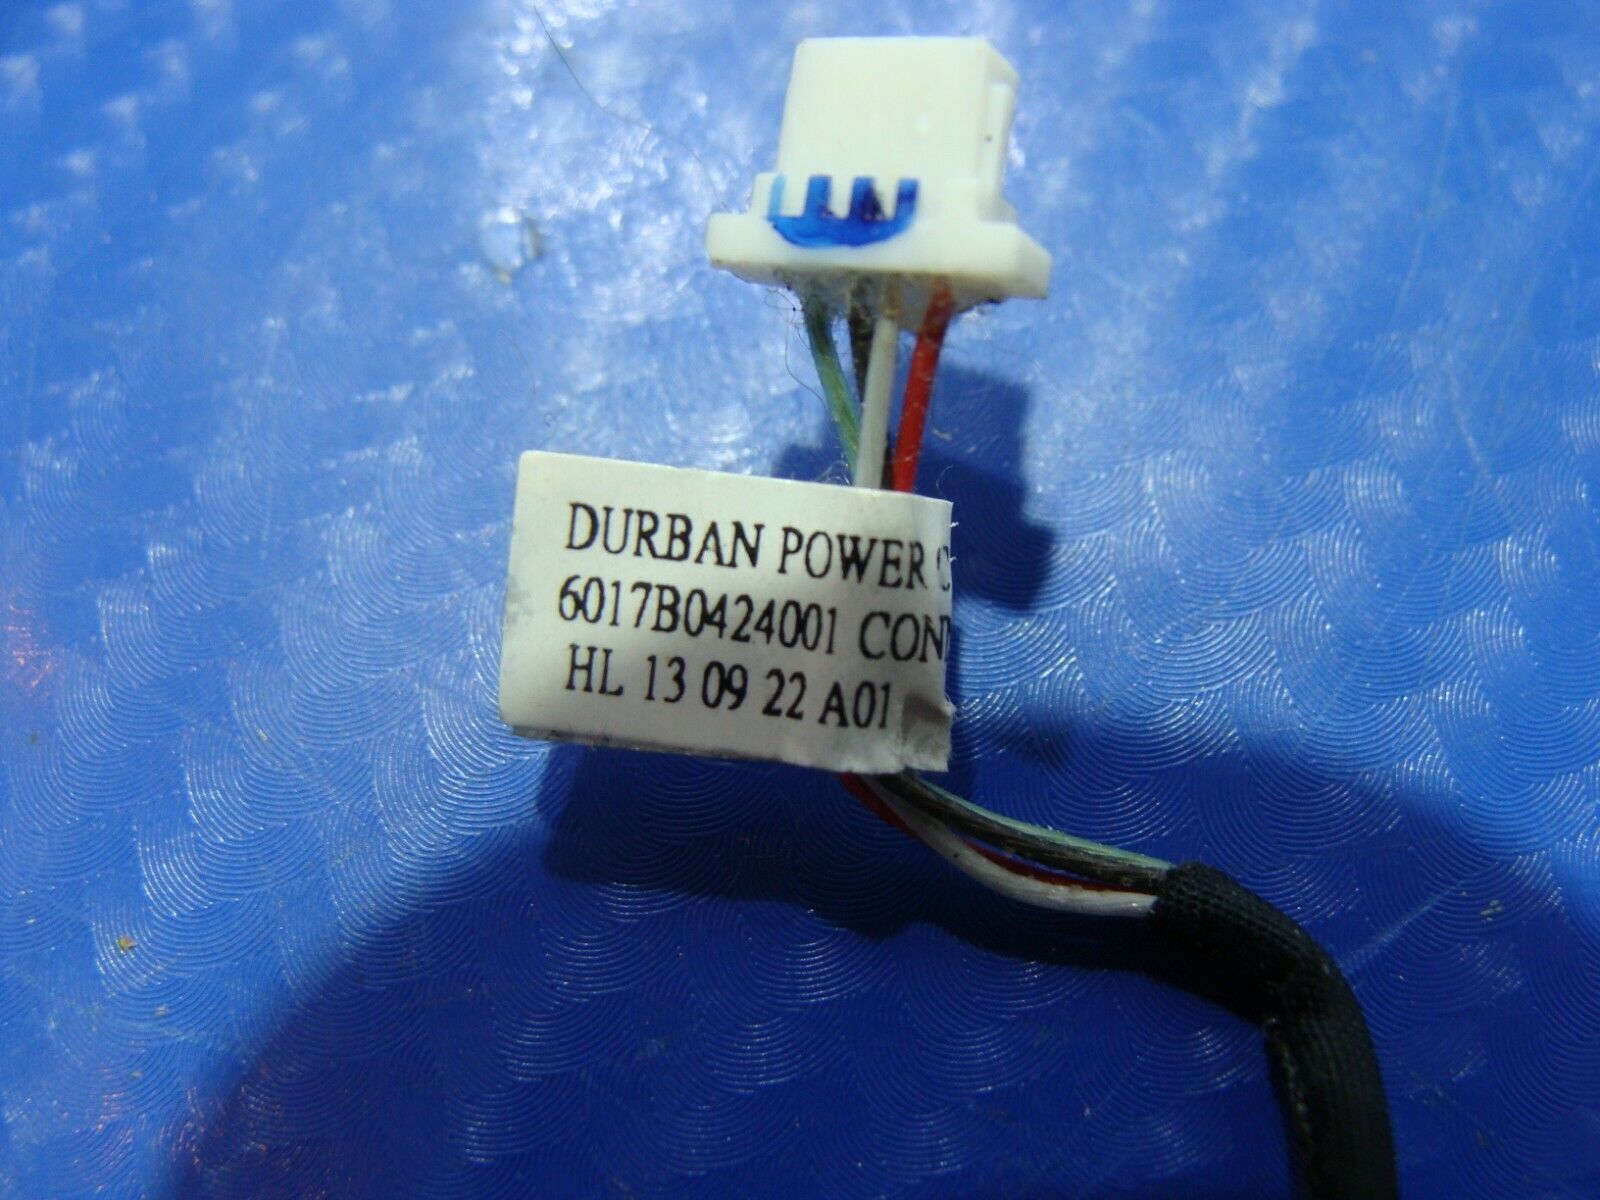 DURBAN POWER C
6017B0424001 CON
HL 13 09 22 A01